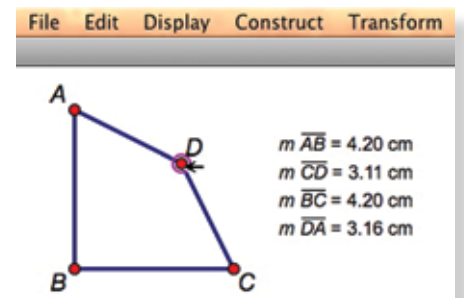 File Edit Display Construct Transform
A
D
m AB = 4.20 cm
m CD = 3.11 cm
m BC = 4.20 cm
m DA = 3.16 cm
B
C